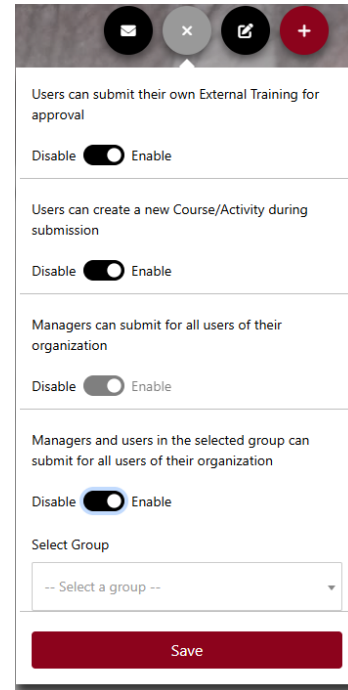 Users can submit their own External Training for
approval
Disable Enable
Users can create a new Course/Activity during
submission
Disable Enable
Managers can submit for all users of their
organization
Disable Enable
Managers and users in the selected group can
submit for all users of their organization
Disable Enable
Select Group
-- Select a group --
Save